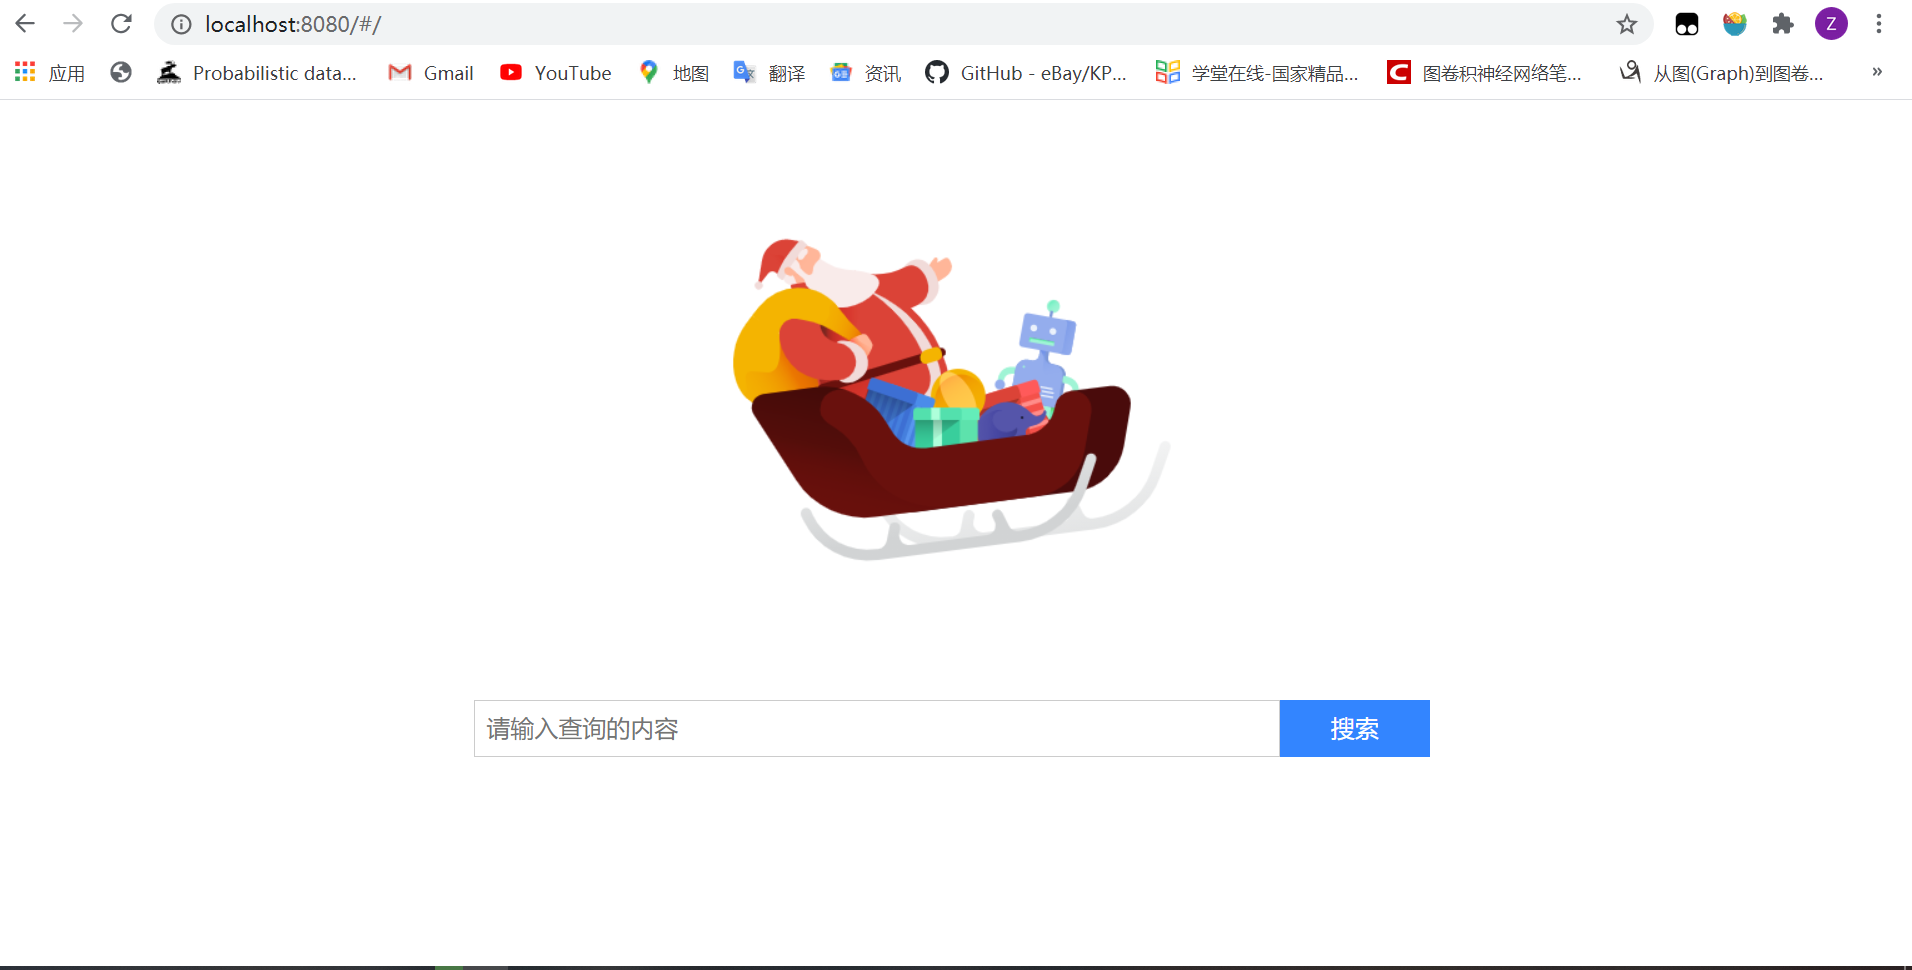 localhost:8080/#/
Z
应用 Probabilistic data... Gmail YouTube 地图 翻译 资讯 GitHub - eBay/KP... 学堂在线-国家精品... 图卷积神经网络笔... 从图(Graph)到图卷... »
请输入查询的内容 搜索